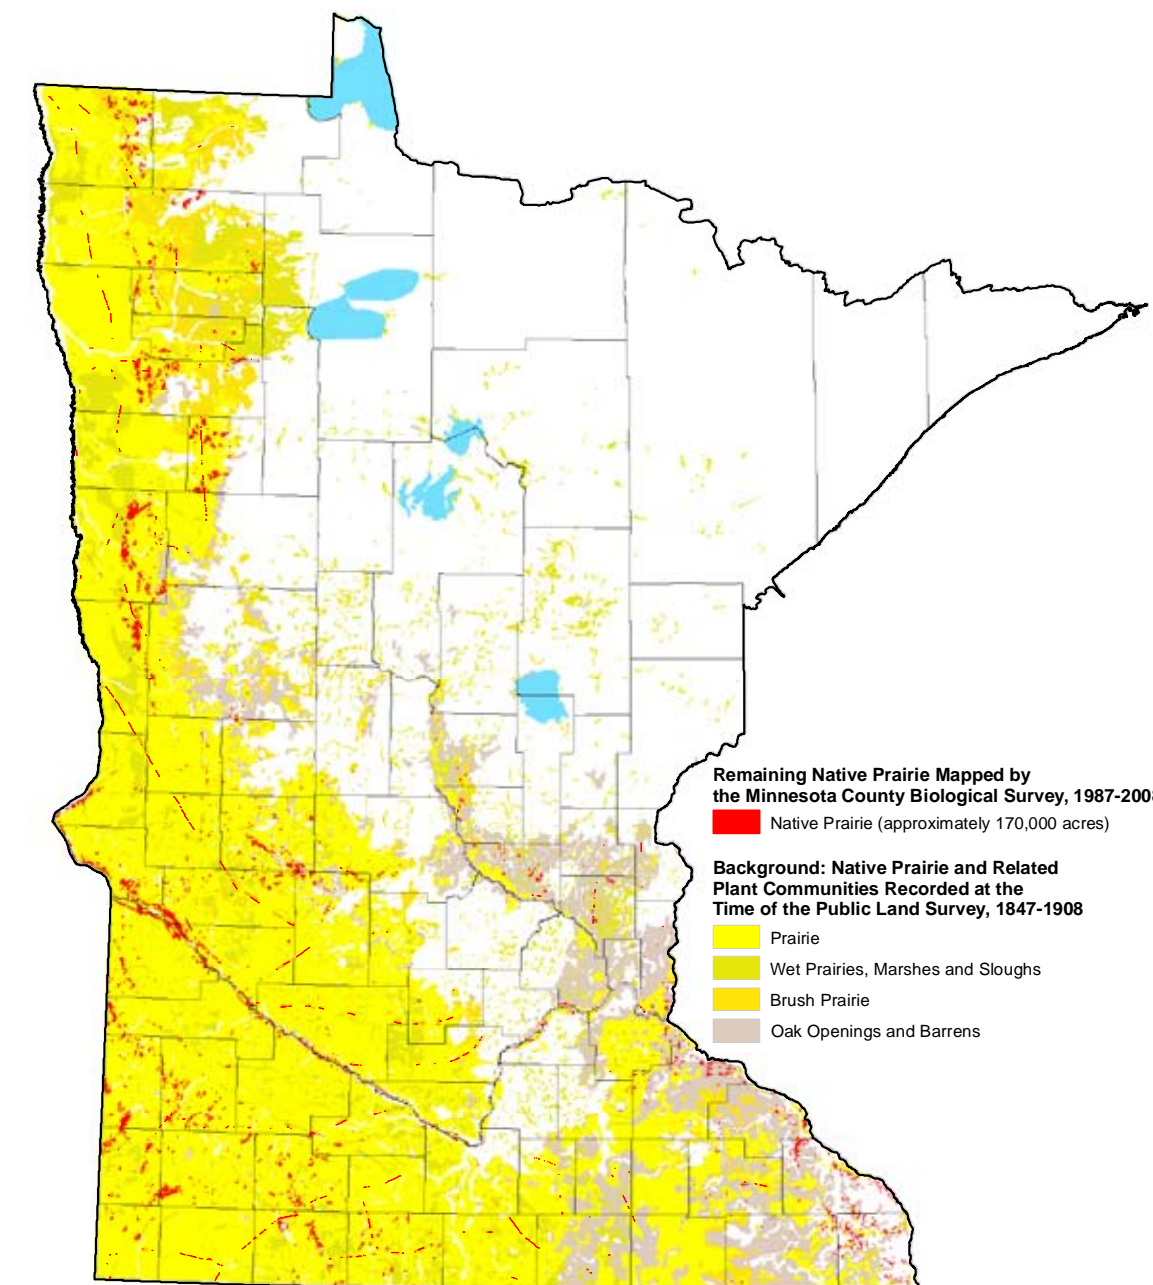 Remaining Native Prairie Mapped by
the Minnesota County Biological Survey, 1987-2008
Native Prairie (approximately 170,000 acres)
Background: Native Prairie and Related
Plant Communities Recorded at the
Time of the Public Land Survey, 1847-1908
Prairie
Wet Prairies, Marshes and Sloughs
Brush Prairie
Oak Openings and Barrens